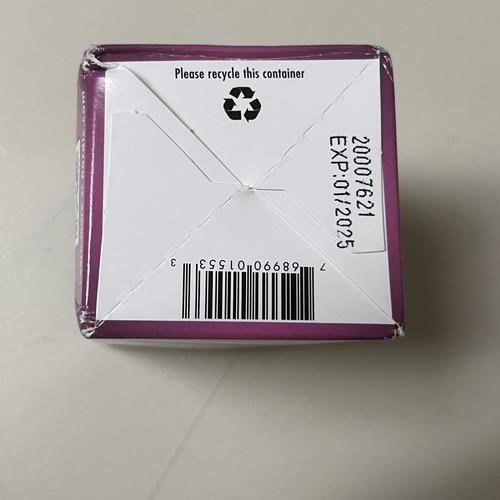 Please recycle this container
20007621
EXP:01/2025
7 68990 01553 3